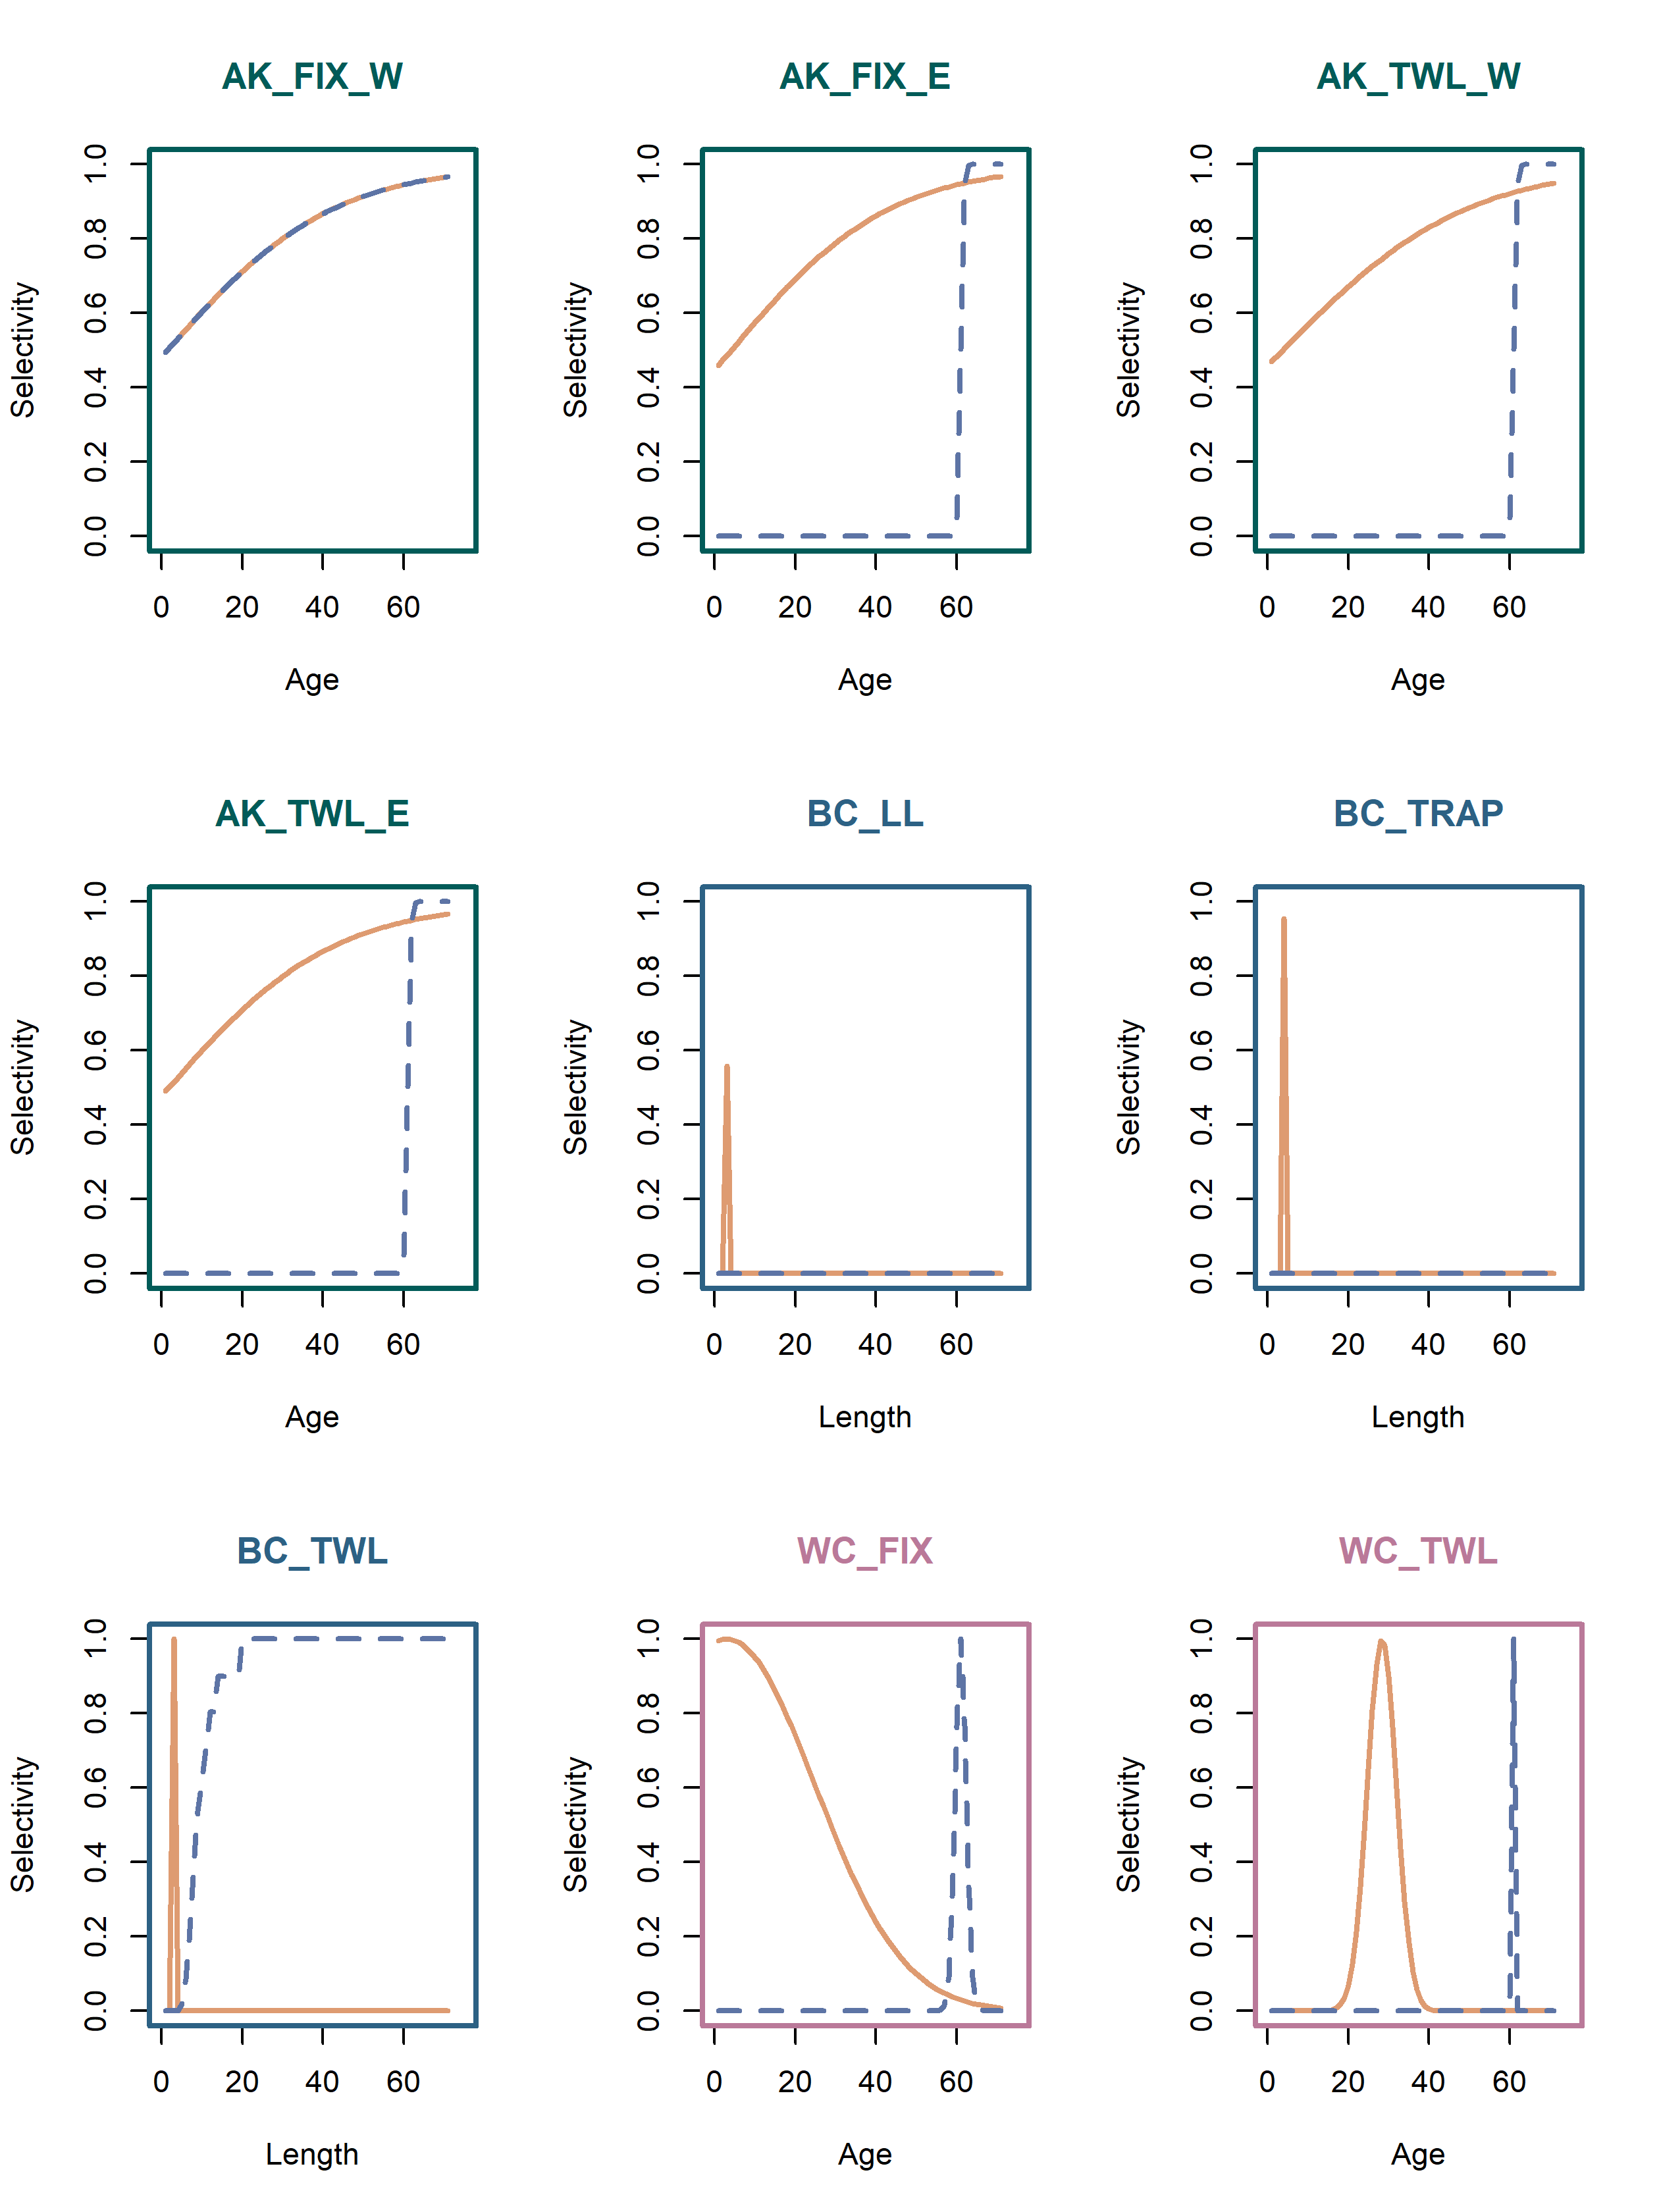 AK_FIX_W AK_FIX_E AK_TWL_W
Selectivity Selectivity Selectivity
1.0 1.0 1.0
0.8 0.8 0.8
0.6 0.6 0.6
0.4 0.4 0.4
0.2 0.2 0.2
0.0 0.0 0.0
0 20 40 60 0 20 40 60 0 20 40 60
Age Age Age
AK_TWL_E BC_LL BC_TRAP
Selectivity Selectivity Selectivity
1.0 1.0 1.0
0.8 0.8 0.8
0.6 0.6 0.6
0.4 0.4 0.4
0.2 0.2 0.2
0.0 0.0 0.0
0 20 40 60 0 20 40 60 0 20 40 60
Age Length Length
BC_TWL WC_FIX WC_TWL
Selectivity Selectivity Selectivity
1.0 1.0 1.0
0.8 0.8 0.8
0.6 0.6 0.6
0.4 0.4 0.4
0.2 0.2 0.2
0.0 0.0 0.0
0 20 40 60 0 20 40 60 0 20 40 60
Length Age Age